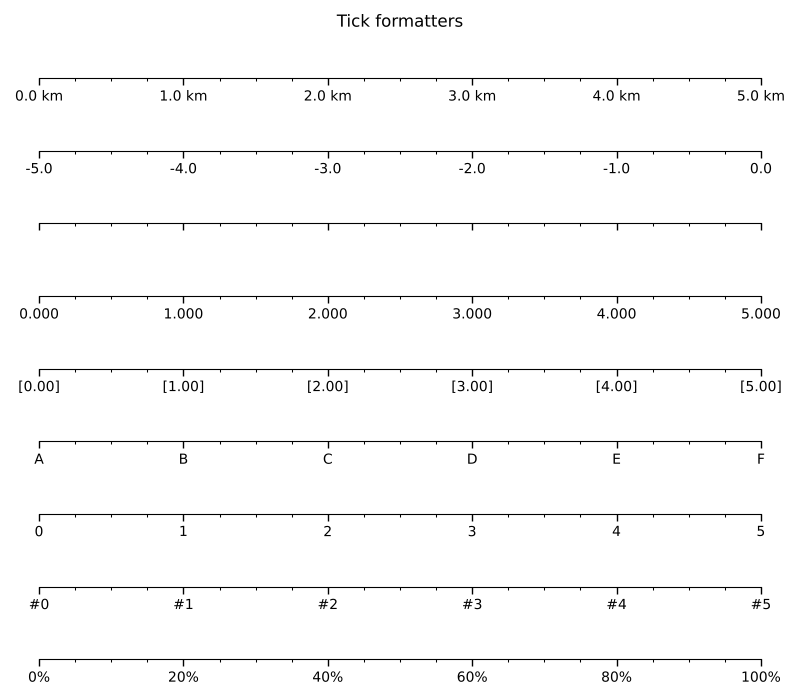 Tick formatters
0.0 km 1.0 km 2.0 km 3.0 km 4.0 km 5.0 km
-5.0 -4.0 -3.0 -2.0 -1.0 0.0
0.000 1.000 2.000 3.000 4.000 5.000
[0.00] [1.00] [2.00] [3.00] [4.00] [5.00]
A B C D E F
0 1 2 3 4 5
#0 #1 #2 #3 #4 #5
0% 20% 40% 60% 80% 100%